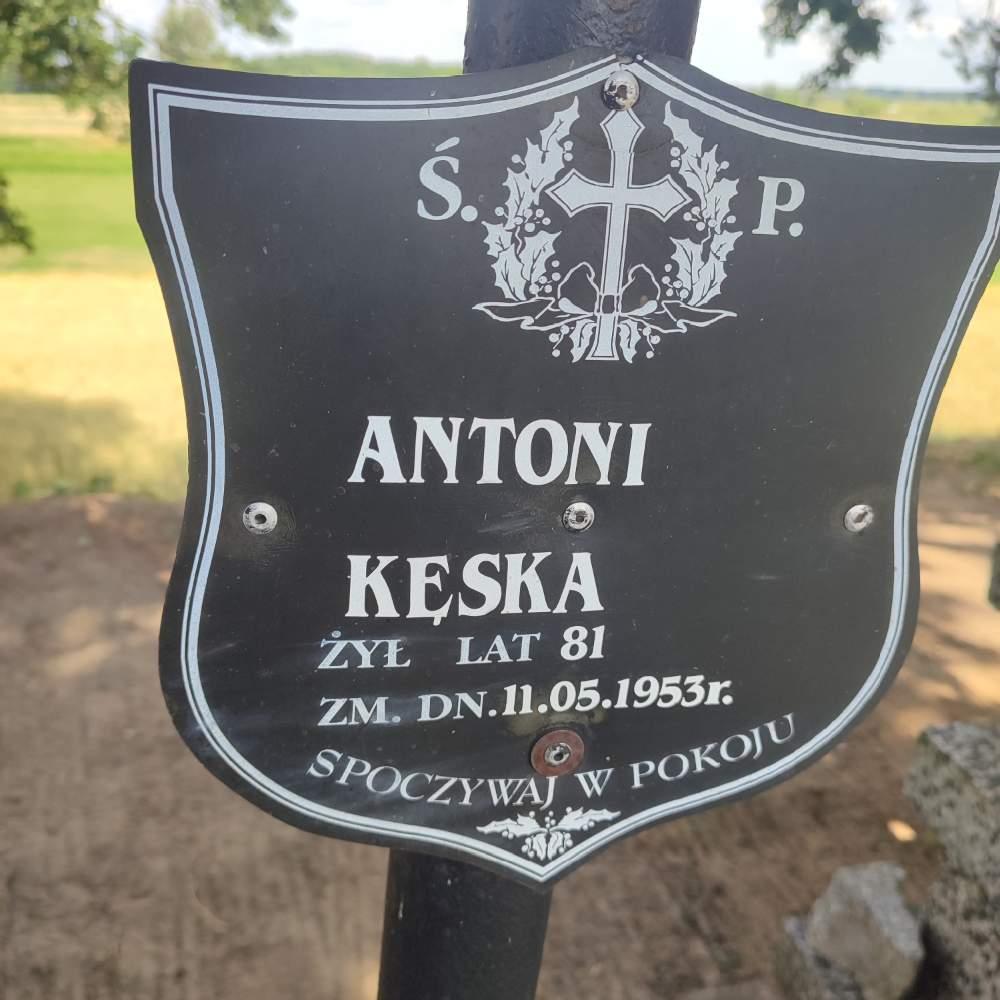 Ś. P.
ANTONI
KĘSKA
ŻYŁ LAT 81
ZM. DN. 11.05.1953r.
SPOCZYWAJ W POKOJU